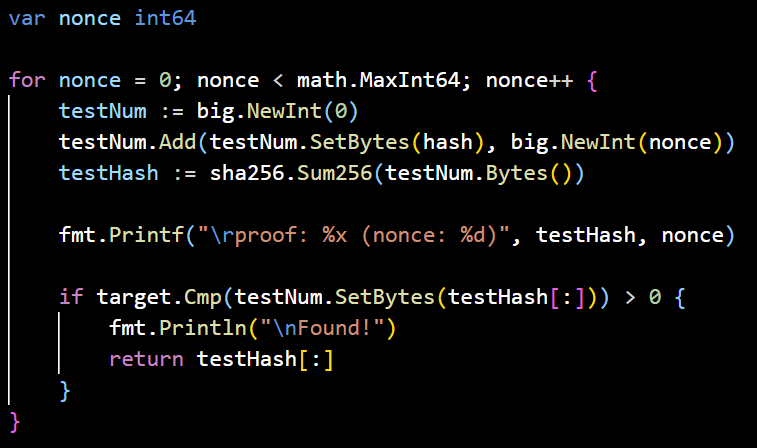 var nonce int64
for nonce = 0; nonce < math.MaxInt64; nonce++ {
testNum := big.NewInt(0)
testNum.Add(testNum.SetBytes(hash), big.NewInt(nonce))
testHash := sha256.Sum256(testNum.Bytes())
fmt.Printf("\rproof: %x (nonce: %d)", testHash, nonce)
if target.Cmp(testNum.SetBytes(testHash[:])) > 0 {
fmt.Println("\nFound!")
return testHash[:]
}
}